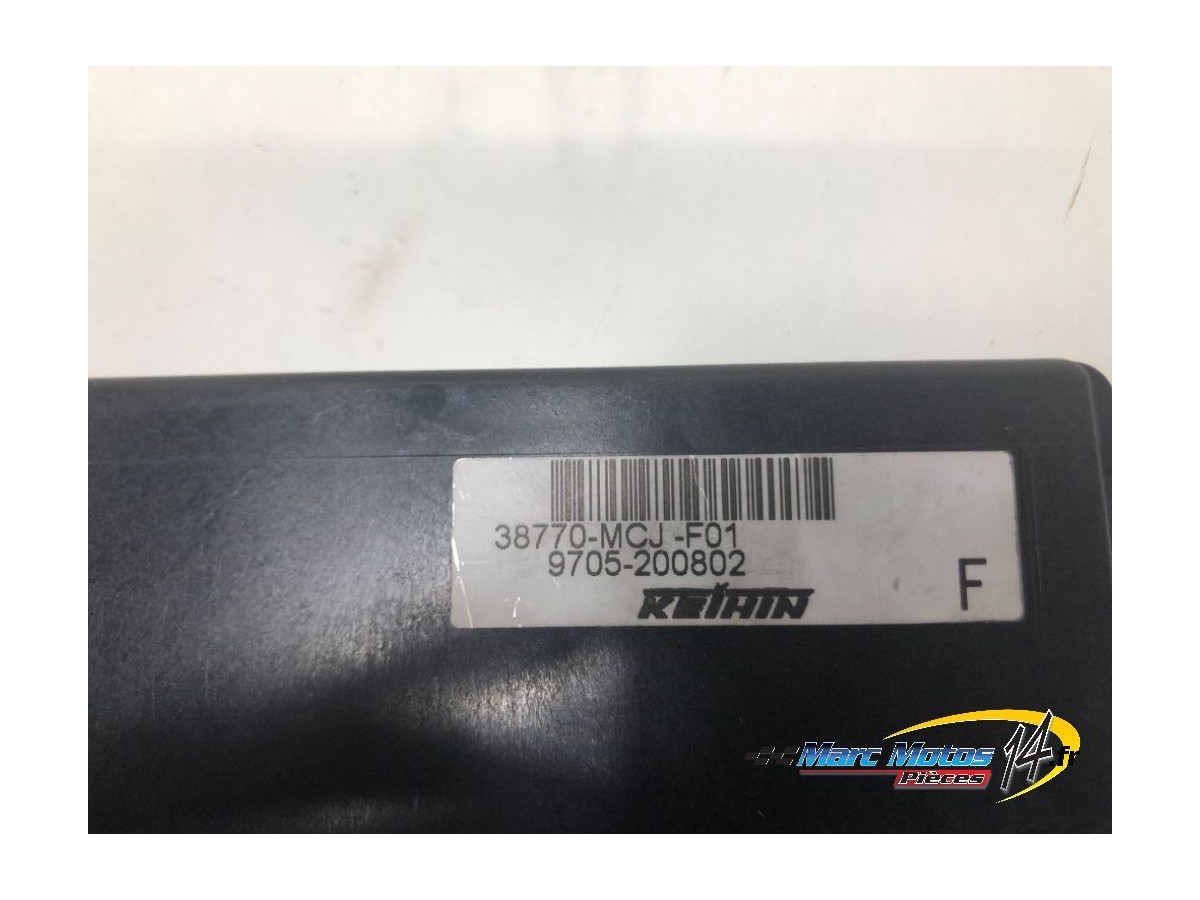 38770-MCJ -F01
9705-200802
KEIHIN
F
Marc Motos 14.fr
Pièces